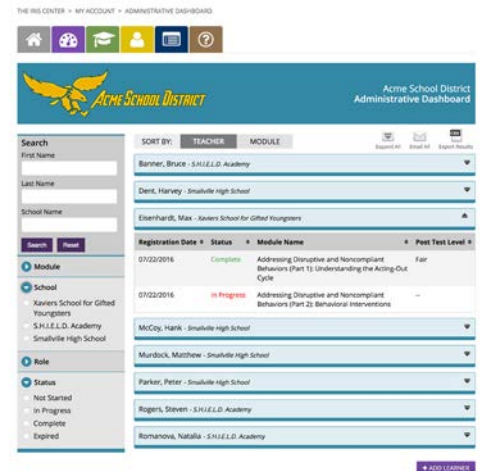 THE IRIS CENTER > MY ACCOUNT > ADMINISTRATIVE DASHBOARD
ACME SCHOOL DISTRICT
Acme School District
Administrative Dashboard
Search
First Name
Last Name
School Name
Search Reset
Module
School
Xaviers School for Gifted
Youngsters
S.H.I.E.L.D. Academy
Smallville High School
Role
Status
Not Started
In Progress
Complete
Expired
SORT BY: TEACHER MODULE
Expand All Email All Export Results
Banner, Bruce - S.H.I.E.L.D. Academy
Dent, Harvey - Smallville High School
Eisenhardt, Max - Xaviers School for Gifted Youngsters
Registration Date Status Module Name Post Test Level
07/22/2016 Complete Addressing Disruptive and Noncompliant Fair
Behaviors (Part 1): Understanding the Acting-Out
Cycle
07/22/2016 In Progress Addressing Disruptive and Noncompliant --
Behaviors (Part 2): Behavioral Interventions
McCoy, Hank - Smallville High School
Murdock, Matthew - Smallville High School
Parker, Peter - Smallville High School
Rogers, Steven - S.H.I.E.L.D. Academy
Romanova, Natalia - S.H.I.E.L.D. Academy
+ ADD LEARNER